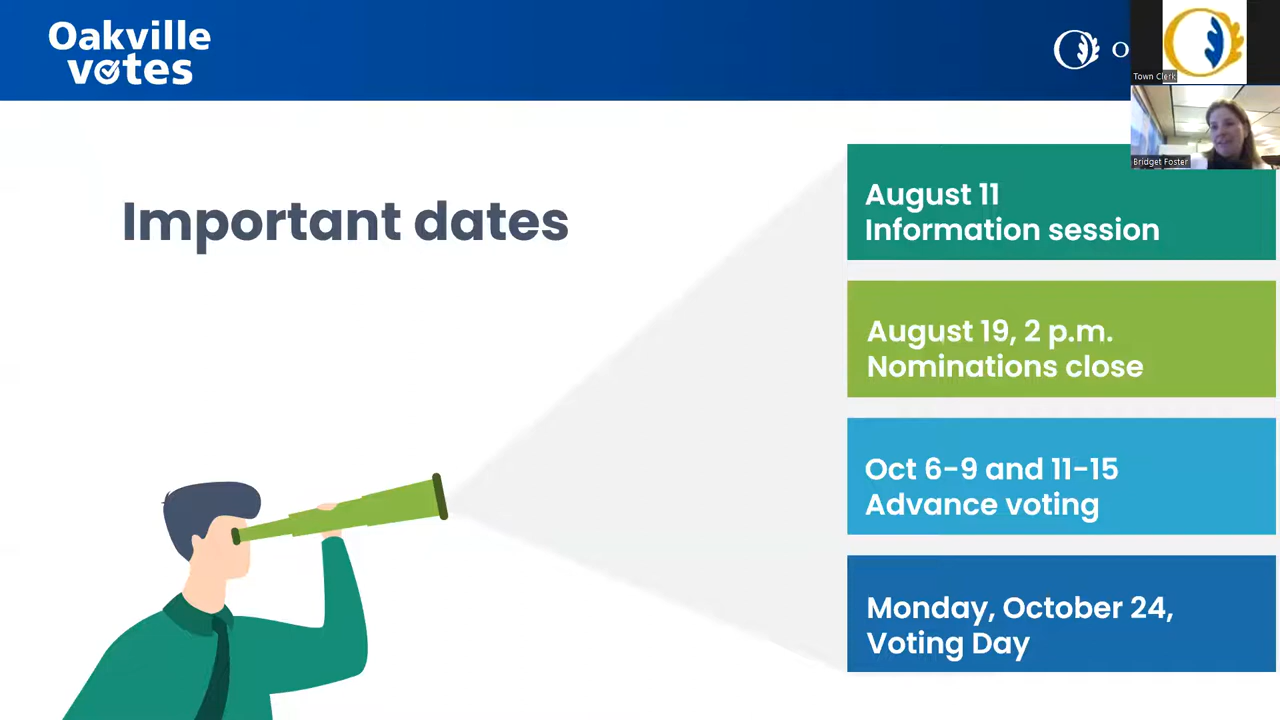 Oakville
votes
O
Town Clerk
Bridget Foster
Important dates
August 11
Information session
August 19, 2 p.m.
Nominations close
Oct 6-9 and 11-15
Advance voting
Monday, October 24,
Voting Day